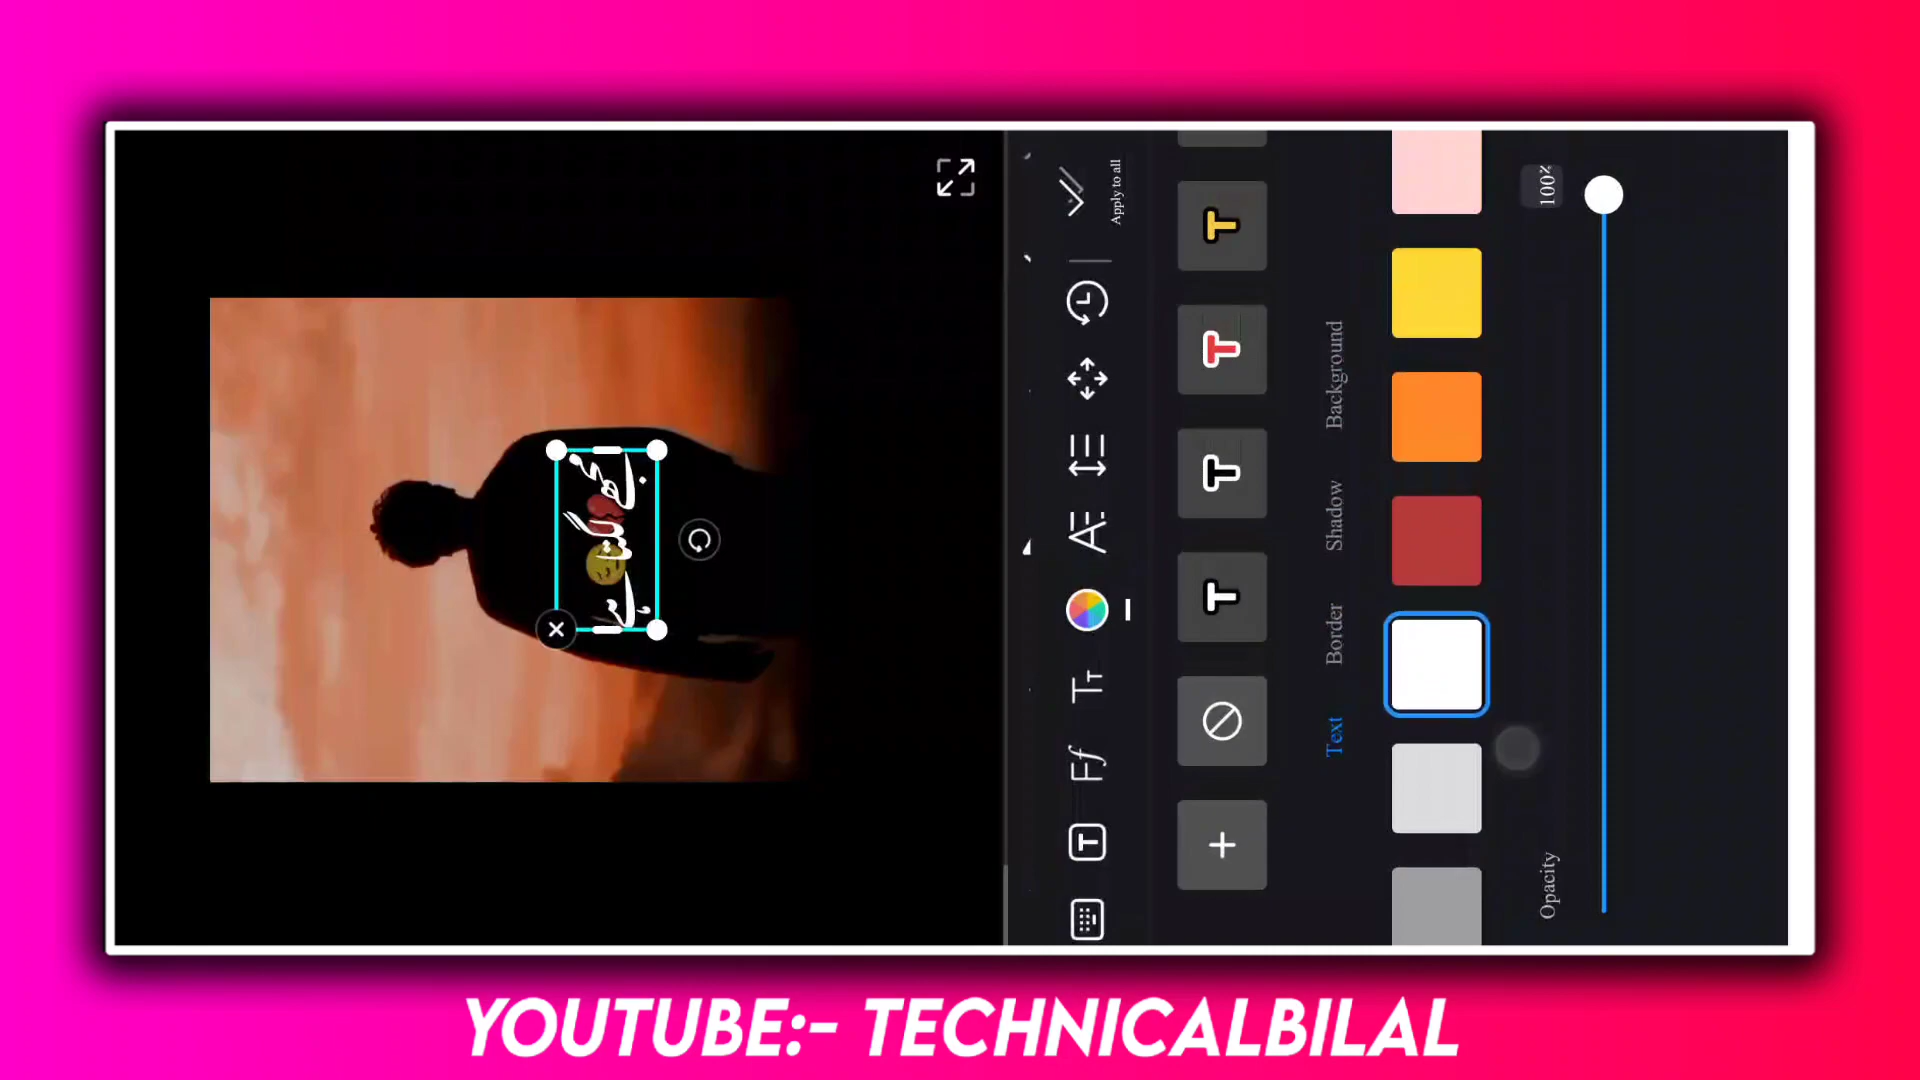 Apply to all
Background
Shadow
Border
Text
100%
Opacity
YOUTUBE:- TECHNICALBILAL